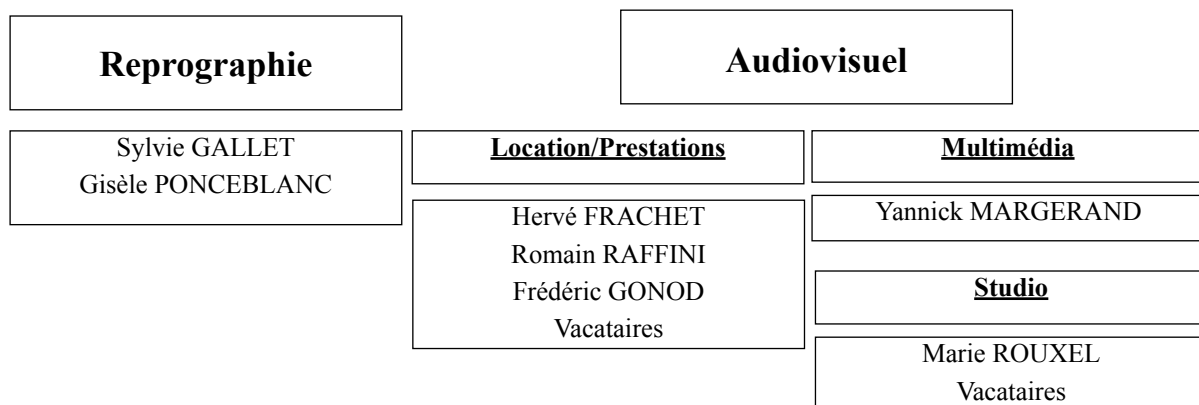 Reprographie
Audiovisuel
Sylvie GALLET
Gisèle PONCEBLANC
Location/Prestations
Hervé FRACHET
Romain RAFFINI
Frédéric GONOD
Vacataires
Multimédia
Yannick MARGERAND
Studio
Marie ROUXEL
Vacataires